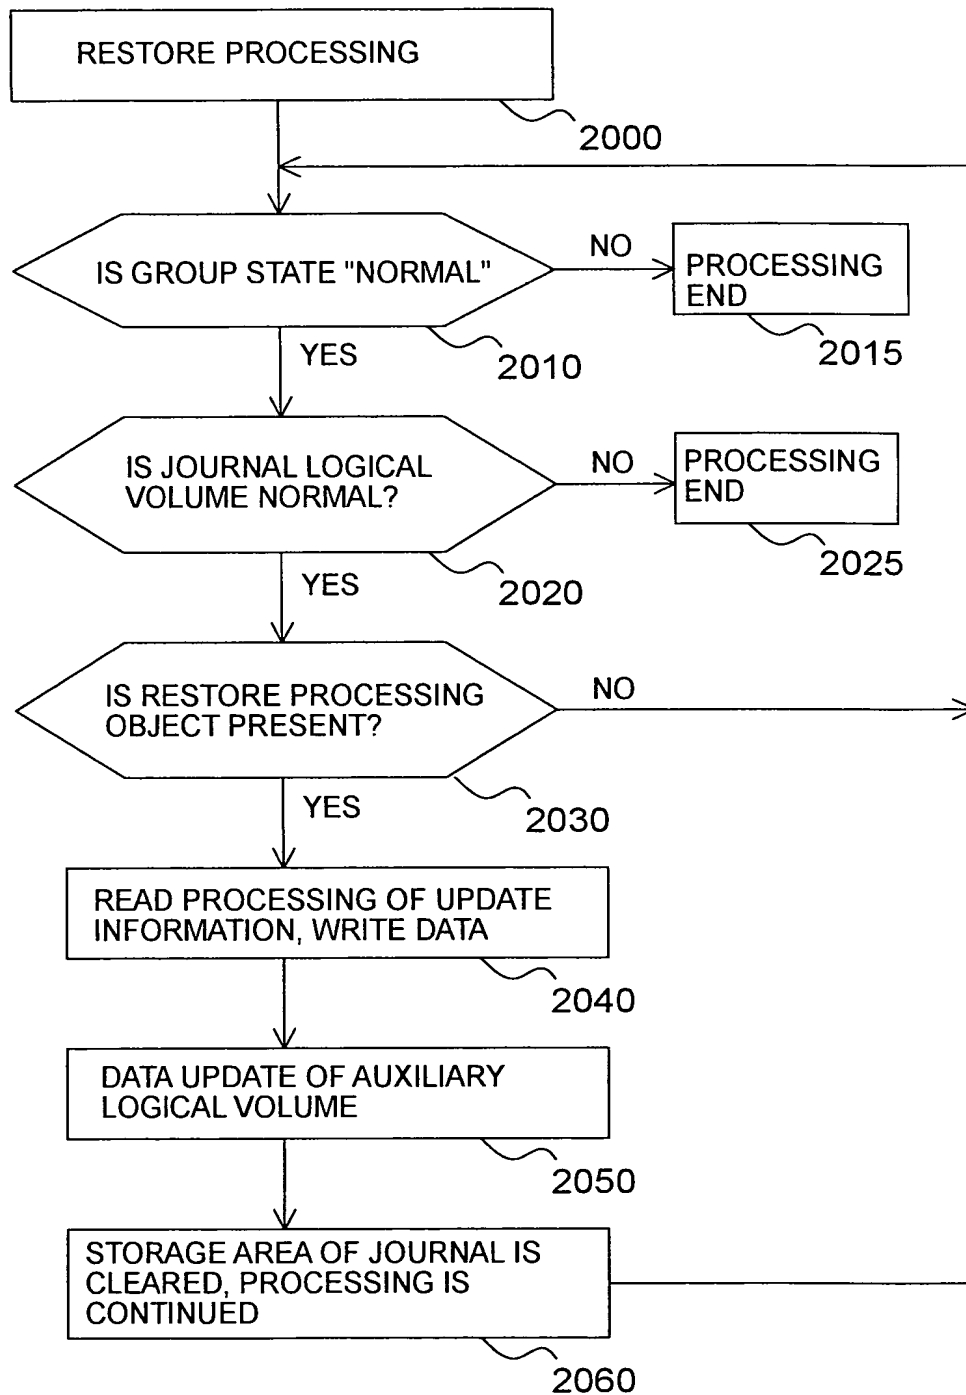 RESTORE PROCESSING
2000
IS GROUP STATE "NORMAL"
NO
PROCESSING
END
2015
YES
2010
IS JOURNAL LOGICAL
VOLUME NORMAL?
NO
PROCESSING
END
2025
YES
2020
IS RESTORE PROCESSING
OBJECT PRESENT?
NO
YES
2030
READ PROCESSING OF UPDATE
INFORMATION, WRITE DATA
2040
DATA UPDATE OF AUXILIARY
LOGICAL VOLUME
2050
STORAGE AREA OF JOURNAL IS
CLEARED, PROCESSING IS
CONTINUED
2060